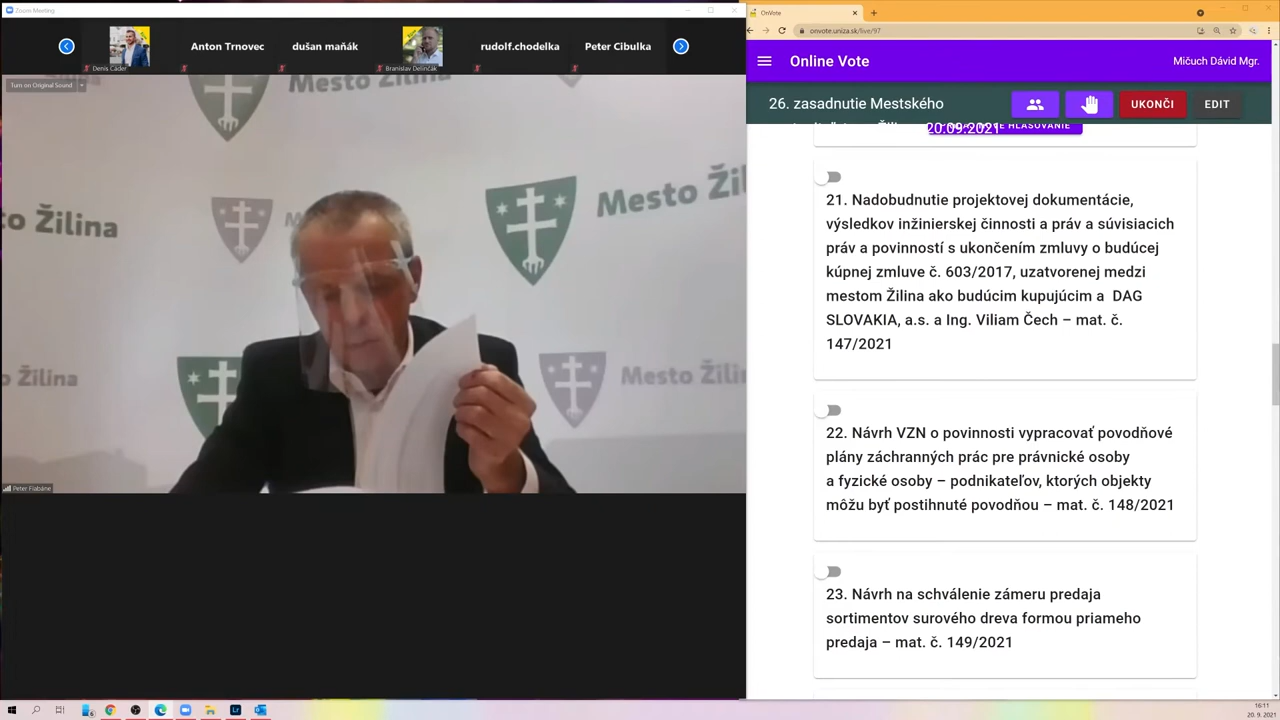 Zoom Meeting
Denis Cáder
Anton Trnovec
dušan maňák
Branislav Delinčák
rudolf.chodelka
Peter Cibulka
Turn on Original Sound
Mesto Žilina
Mesto Žil
to Žilina
o Žilina
Mesto Žilin
Peter Fiabáne
OnVote
onvote.uniza.sk/live/97
Online Vote
Mičuch Dávid Mgr.
26. zasadnutie Mestského
20.09.2021
E HLASOVANIE
UKONČI
EDIT
21. Nadobudnutie projektovej dokumentácie,
výsledkov inžinierskej činnosti a práv a súvisiacich
práv a povinností s ukončením zmluvy o budúcej
kúpnej zmluve č. 603/2017, uzatvorenej medzi
mestom Žilina ako budúcim kupujúcim a DAG
SLOVAKIA, a.s. a Ing. Viliam Čech – mat. č.
147/2021
22. Návrh VZN o povinnosti vypracovať povodňové
plány záchranných prác pre právnické osoby
a fyzické osoby – podnikateľov, ktorých objekty
môžu byť postihnuté povodňou – mat. č. 148/2021
23. Návrh na schválenie zámeru predaja
sortimentov surového dreva formou priameho
predaja – mat. č. 149/2021
16:11
20. 9. 2021